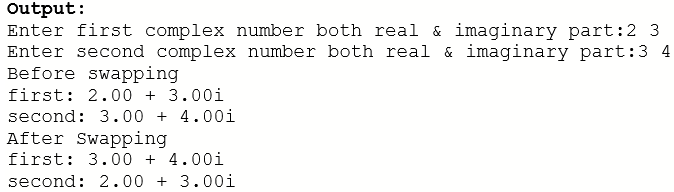 Output:
Enter first complex number both real & imaginary part:2 3
Enter second complex number both real & imaginary part:3 4
Before swapping
first: 2.00 + 3.00i
second: 3.00 + 4.00i
After Swapping
first: 3.00 + 4.00i
second: 2.00 + 3.00i